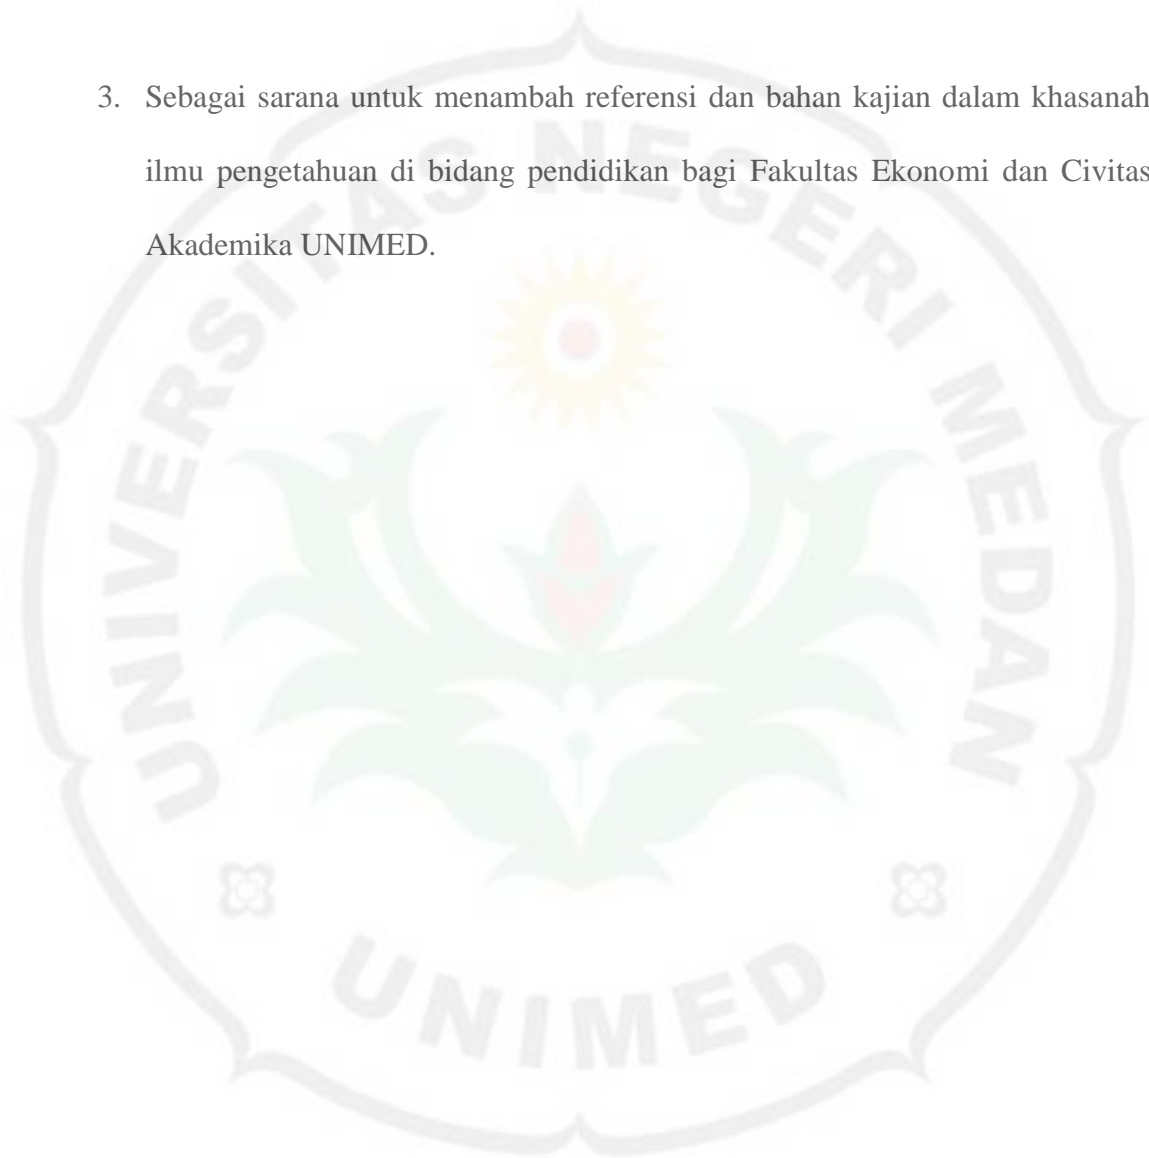 3. Sebagai sarana untuk menambah referensi dan bahan kajian dalam khasanah
ilmu pengetahuan di bidang pendidikan bagi Fakultas Ekonomi dan Civitas
Akademika UNIMED.
UNIVERSITAS NEGERI MEDAN
UNIMED